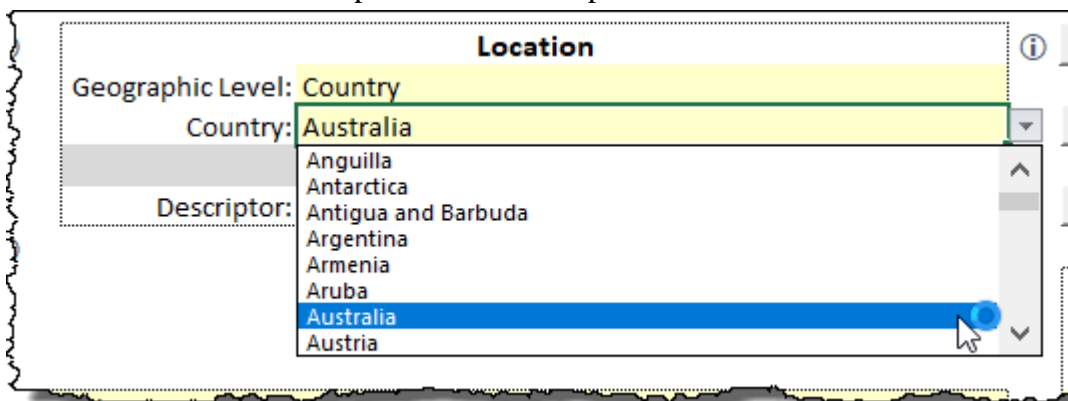 Location
Geographic Level: Country
Country: Australia
Anguilla
Antarctica
Descriptor: Antigua and Barbuda
Argentina
Armenia
Aruba
Australia
Austria